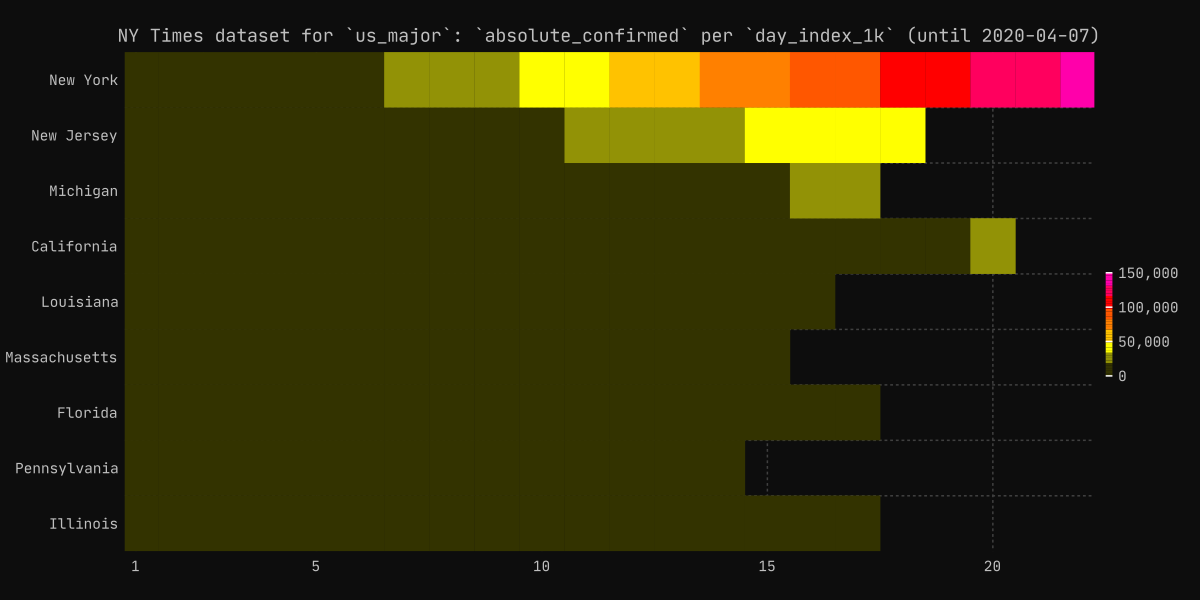 NY Times dataset for `us_major`: `absolute_confirmed` per `day_index_1k` (until 2020-04-07)
New York
New Jersey
Michigan
California
Louisiana
Massachusetts
Florida
Pennsylvania
Illinois
150,000
100,000
50,000
0
1 5 10 15 20